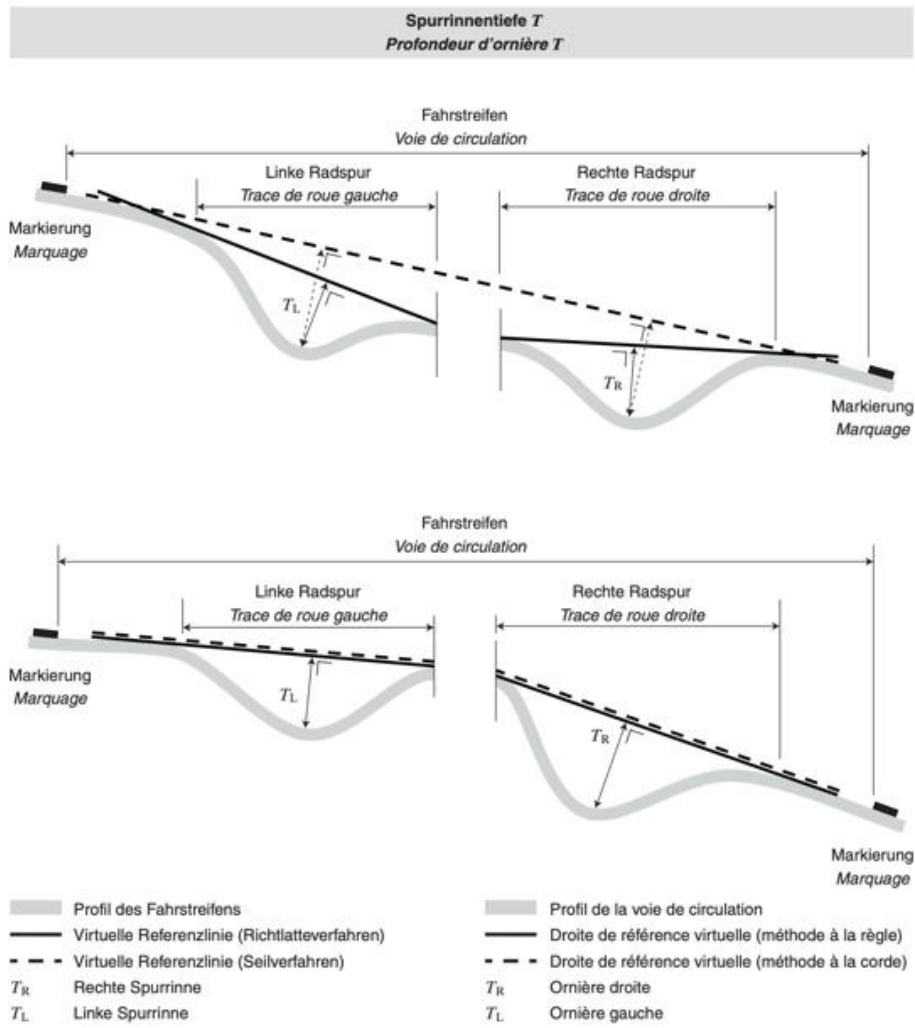 Spurrinnentiefe T
Profondeur d'ornière T
Fahrstreifen
Voie de circulation
Linke Radspur
Trace de roue gauche
Rechte Radspur
Trace de roue droite
Markierung
Marquage
TL
TR
Markierung
Marquage
Fahrstreifen
Voie de circulation
Linke Radspur
Trace de roue gauche
Rechte Radspur
Trace de roue droite
Markierung
Marquage
TL
TR
Markierung
Marquage
Profil des Fahrstreifens
Virtuelle Referenzlinie (Richtlatteverfahren)
Virtuelle Referenzlinie (Seilverfahren)
TR Rechte Spurrinne
TL Linke Spurrinne
Profil de la voie de circulation
Droite de référence virtuelle (méthode à la règle)
Droite de référence virtuelle (méthode à la corde)
TR Ornière droite
TL Ornière gauche